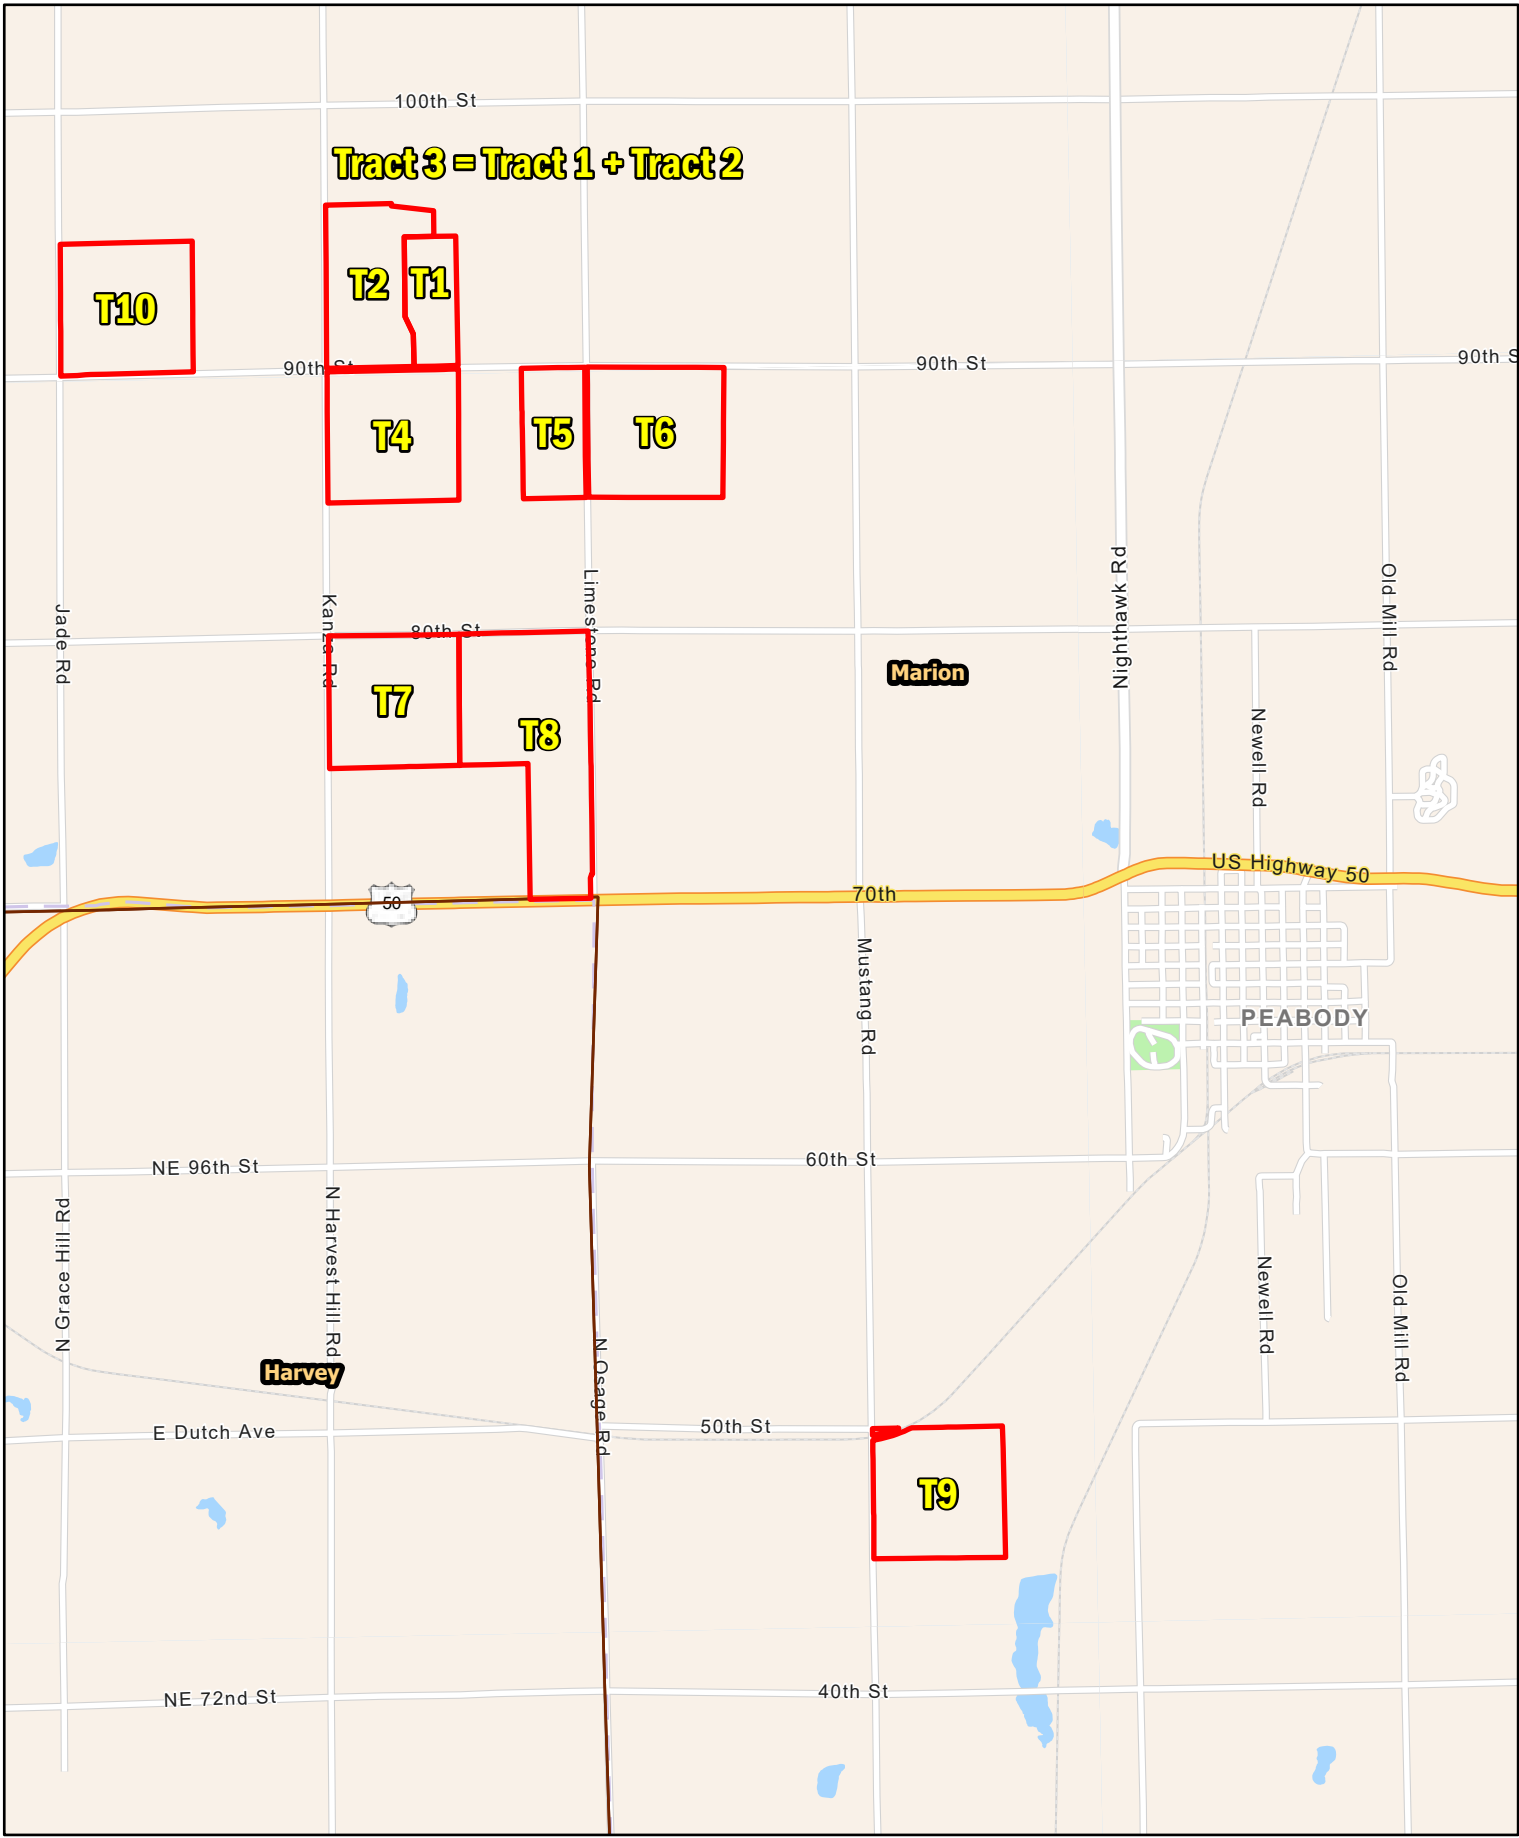 100th St
Tract 3 = Tract 1 + Tract 2
T10
T2
T1
90th St
90th St
90th S
T4
T5
T6
Jade Rd
Kanza Rd
Limestone Rd
Nighthawk Rd
Old Mill Rd
80th St
Marion
T7
T8
Newell Rd
US Highway 50
50
70th
Mustang Rd
PEABODY
NE 96th St
60th St
N Grace Hill Rd
N Harvest Hill Rd
Newell Rd
Old Mill Rd
Harvey
N Osage Rd
E Dutch Ave
50th St
T9
NE 72nd St
40th St